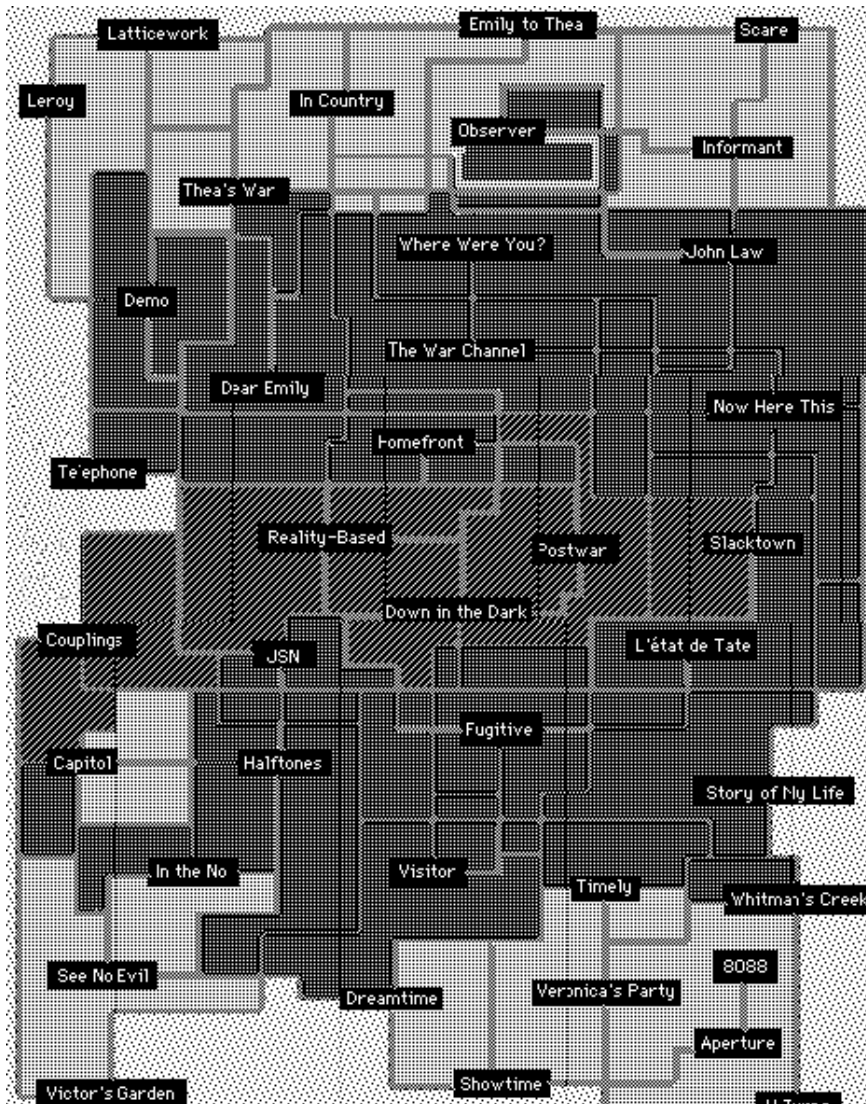 Latticework
Emily to Thea
Scare
Leroy
In Country
Observer
Informant
Thea's War
Where Were You?
John Law
Demo
The War Channel
Dear Emily
Now Here This
Homefront
Telephone
Reality-Based
Postwar
Slacktown
Down in the Dark
Couplings
JSN
L'état de Tate
Fugitive
Capitol
Halftones
Story of My Life
In the No
Visitor
Timely
Whitman's Creek
See No Evil
8088
Dreamtime
Veronica's Party
Aperture
Showtime
Victor's Garden